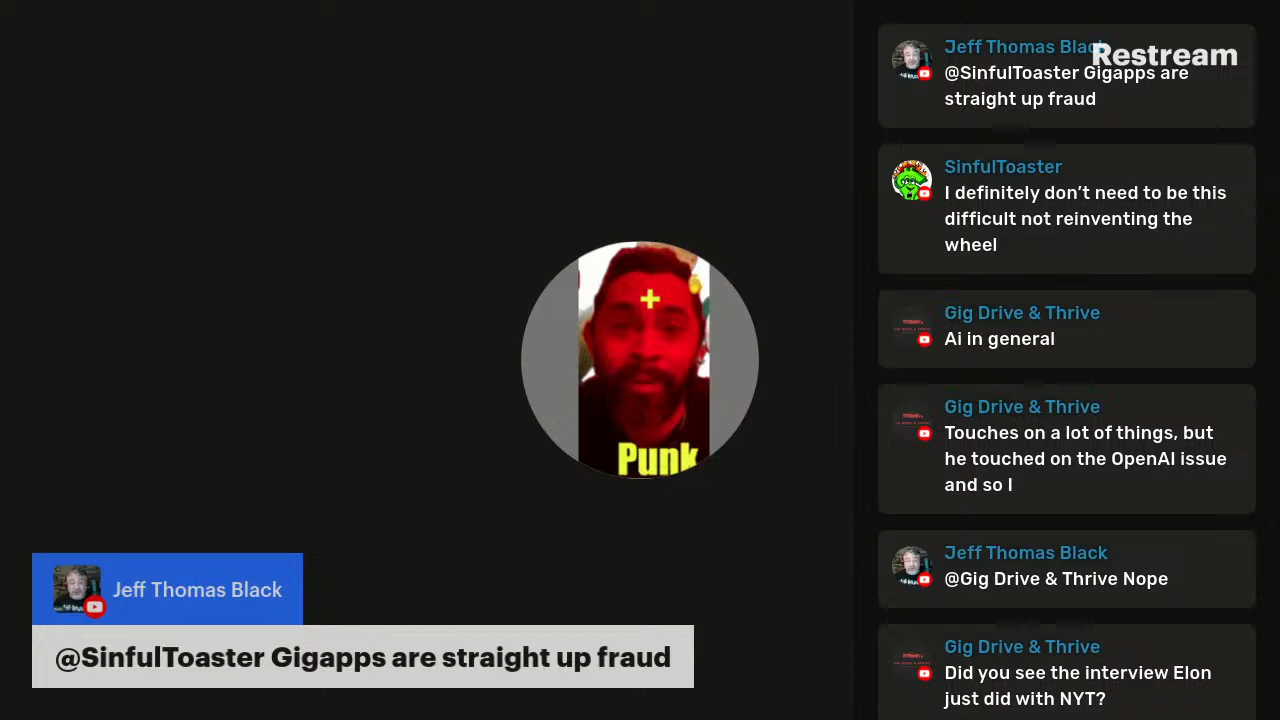 Punk
Jeff Thomas Black
@SinfulToaster Gigapps are straight up fraud
Restream
Jeff Thomas Black
@SinfulToaster Gigapps are
straight up fraud
SinfulToaster
I definitely don’t need to be this
difficult not reinventing the
wheel
Gig Drive & Thrive
Ai in general
Gig Drive & Thrive
Touches on a lot of things, but
he touched on the OpenAI issue
and so I
Jeff Thomas Black
@Gig Drive & Thrive Nope
Gig Drive & Thrive
Did you see the interview Elon
just did with NYT?